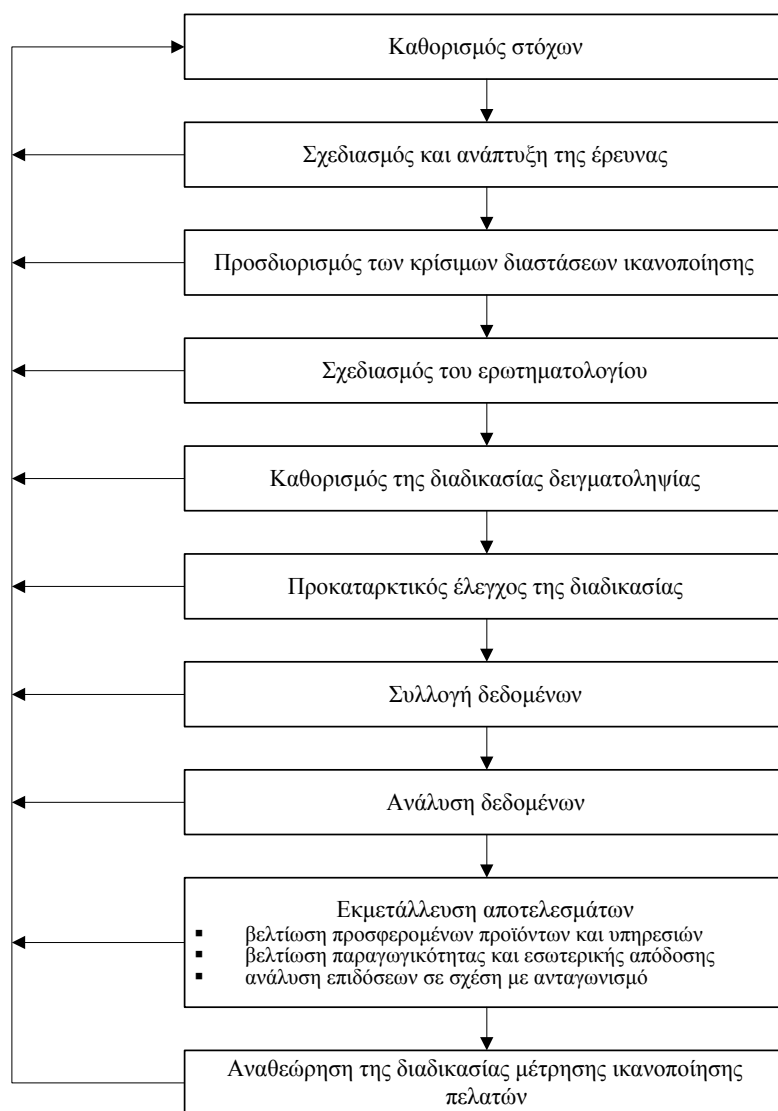 Καθορισμός στόχων
Σχεδιασμός και ανάπτυξη της έρευνας
Προσδιορισμός των κρίσιμων διαστάσεων ικανοποίησης
Σχεδιασμός του ερωτηματολογίου
Καθορισμός της διαδικασίας δειγματοληψίας
Προκαταρκτικός έλεγχος της διαδικασίας
Συλλογή δεδομένων
Ανάλυση δεδομένων
Εκμετάλλευση αποτελεσμάτων
▪ βελτίωση προσφερομένων προϊόντων και υπηρεσιών
▪ βελτίωση παραγωγικότητας και εσωτερικής απόδοσης
▪ ανάλυση επιδόσεων σε σχέση με ανταγωνισμό
Αναθεώρηση της διαδικασίας μέτρησης ικανοποίησης
πελατών